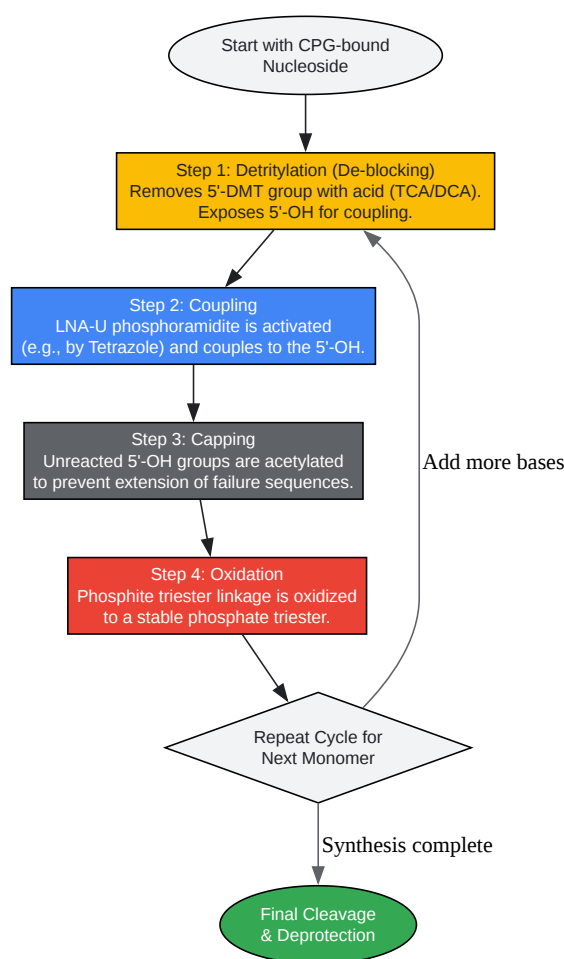 Start with CPG-bound
Nucleoside
Step 1: Detritylation (De-blocking)
Removes 5'-DMT group with acid (TCA/DCA).
Exposes 5'-OH for coupling.
Step 2: Coupling
LNA-U phosphoramidite is activated
(e.g., by Tetrazole) and couples to the 5'-OH.
Step 3: Capping
Unreacted 5'-OH groups are acetylated
to prevent extension of failure sequences.
Add more bases
Step 4: Oxidation
Phosphite triester linkage is oxidized
to a stable phosphate triester.
Repeat Cycle for
Next Monomer
Synthesis complete
Final Cleavage
& Deprotection